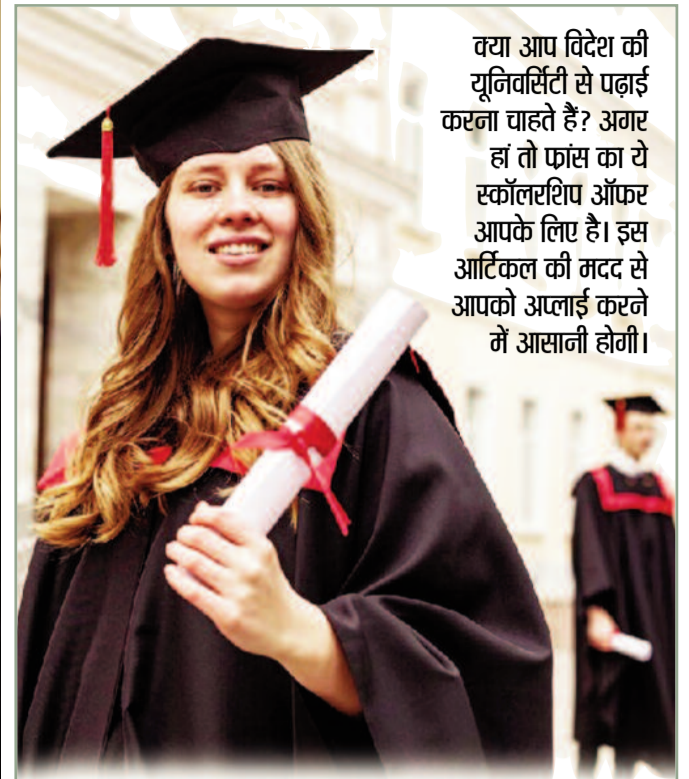 क्या आप विदेश की
यूनिवर्सिटी से पढ़ाई
करना चाहते हैं? अगर
हां तो फ्रांस का ये
स्कॉलरशिप ऑफर
आपके लिए है। इस
आर्टिकल की मदद से
आपको अप्लाई करने
में आसानी होगी।